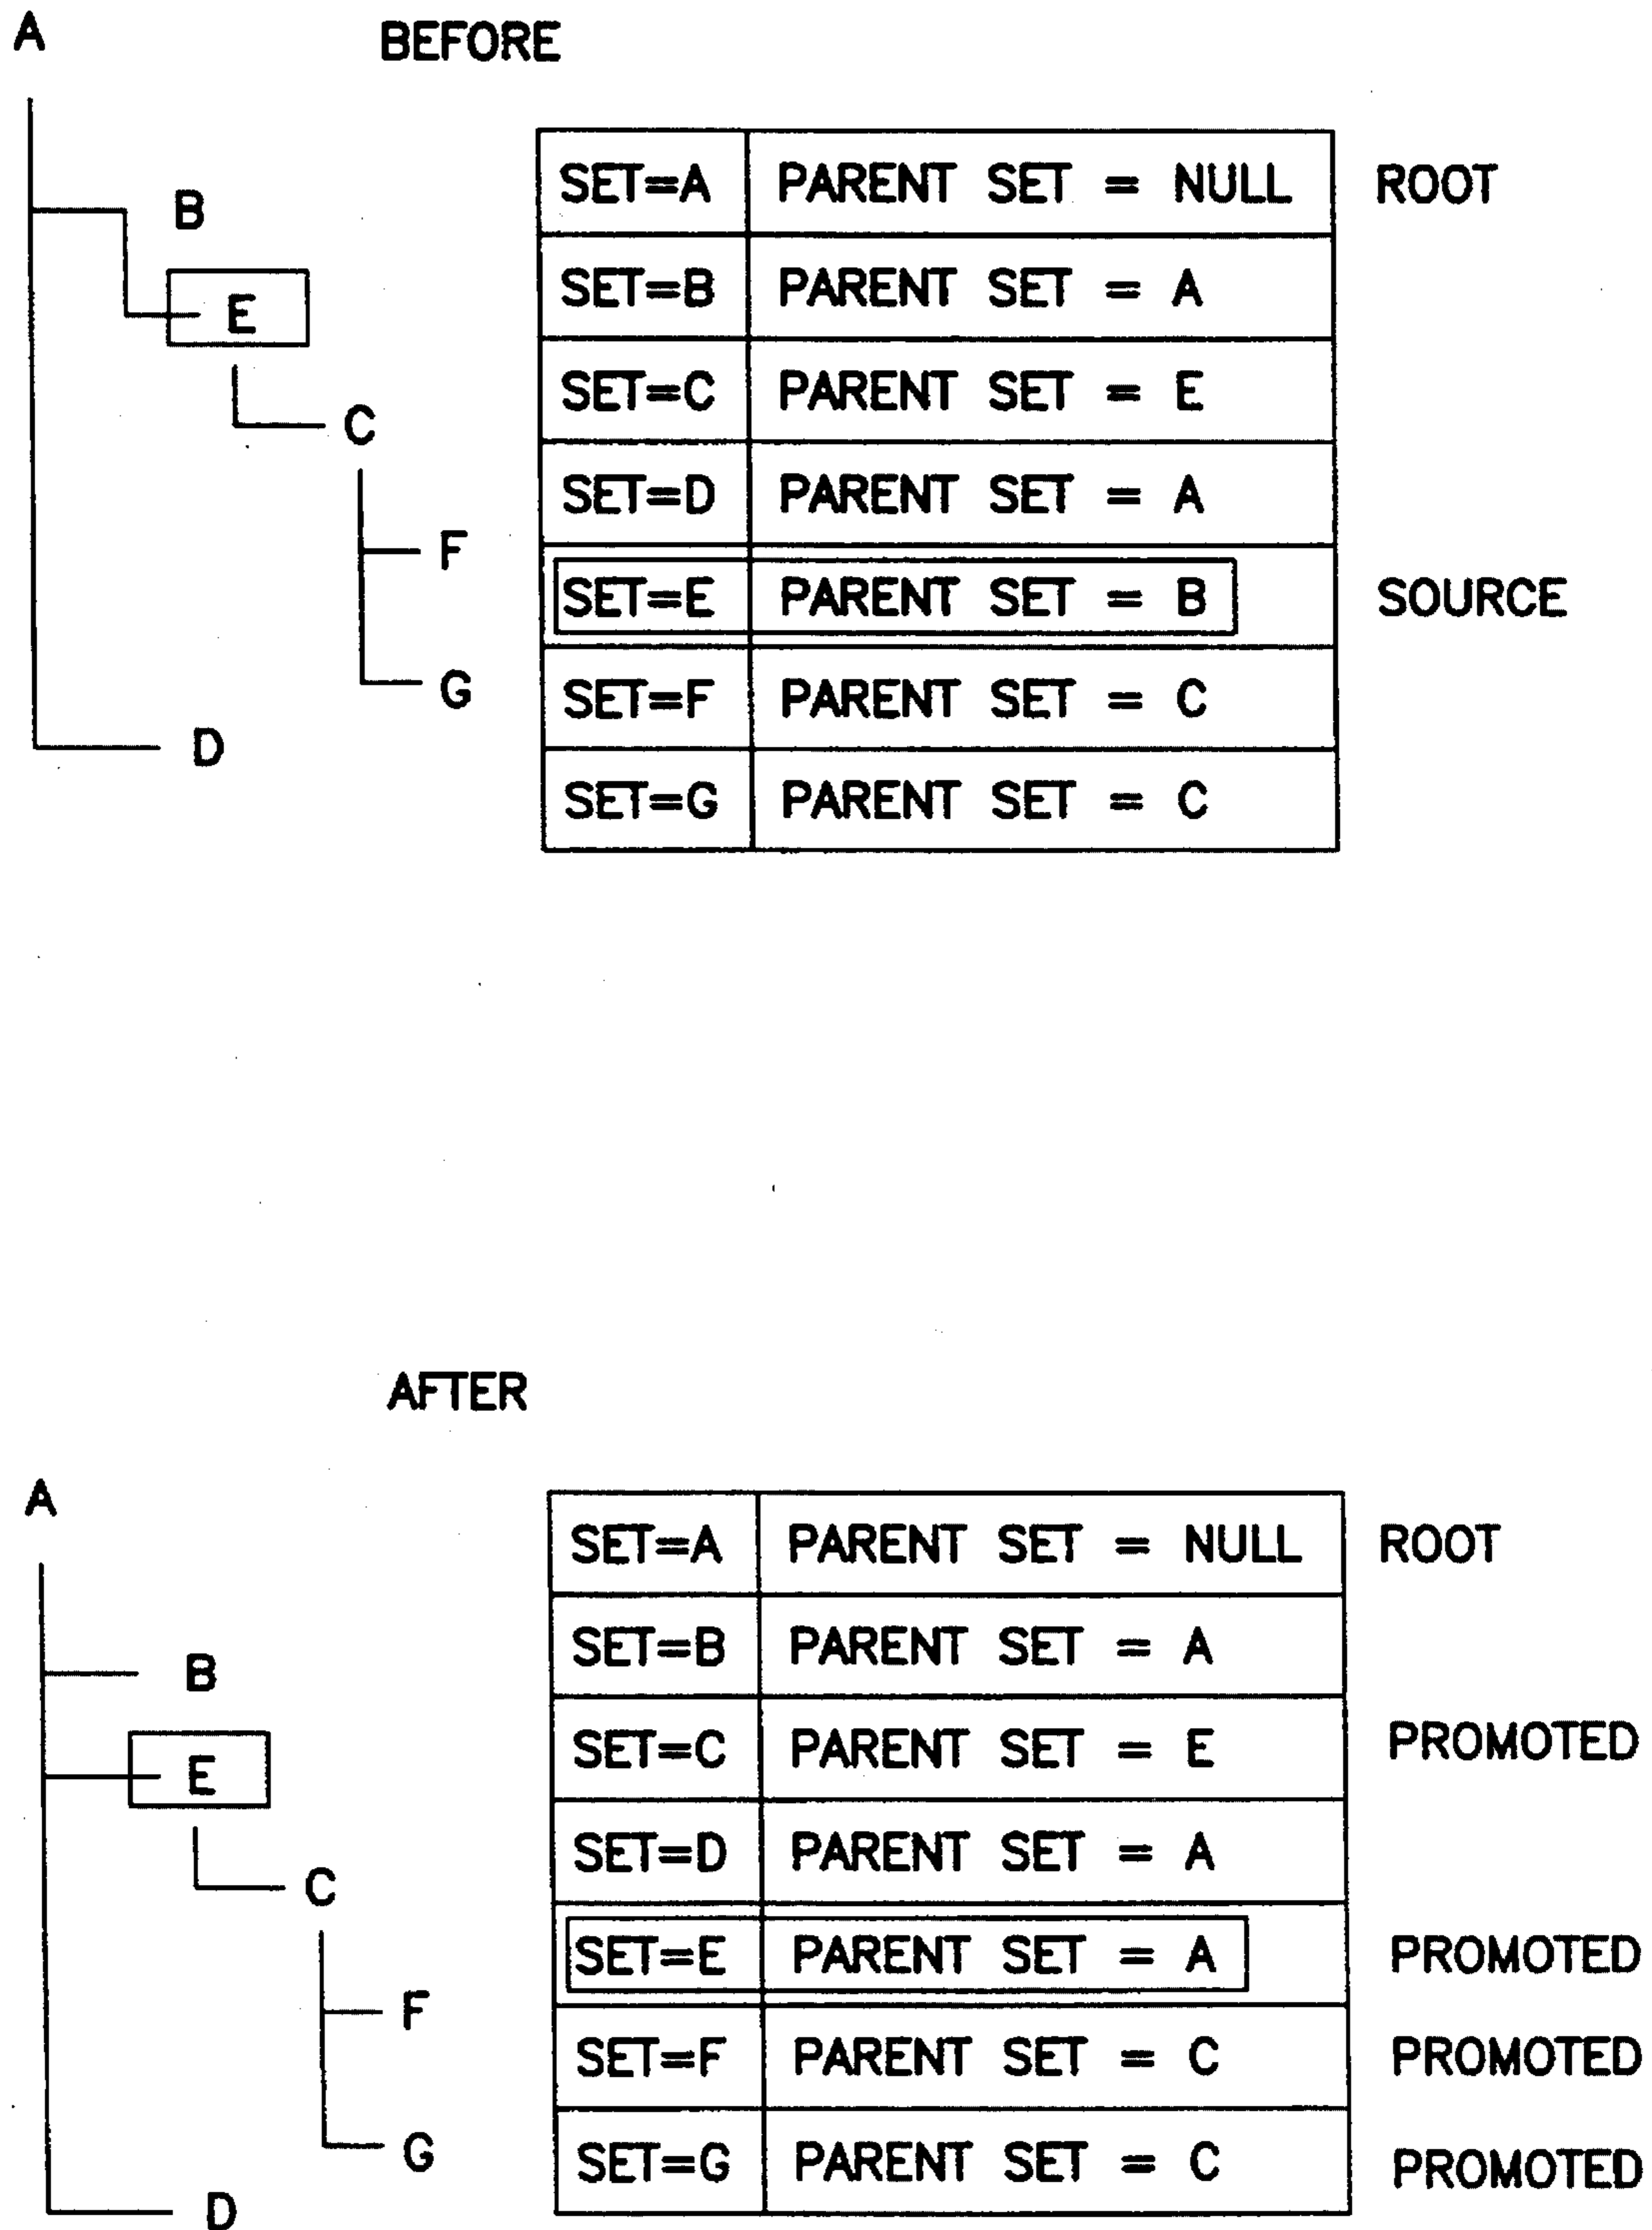 A
BEFORE
SET=A PARENT SET = NULL ROOT
B
SET=B PARENT SET = A
E
SET=C PARENT SET = E
C
SET=D PARENT SET = A
F
SET=E PARENT SET = B SOURCE
G
SET=F PARENT SET = C
D
SET=G PARENT SET = C
AFTER
A
SET=A PARENT SET = NULL ROOT
B
SET=B PARENT SET = A
E
SET=C PARENT SET = E PROMOTED
C
SET=D PARENT SET = A
SET=E PARENT SET = A PROMOTED
F
SET=F PARENT SET = C PROMOTED
G
SET=G PARENT SET = C PROMOTED
D